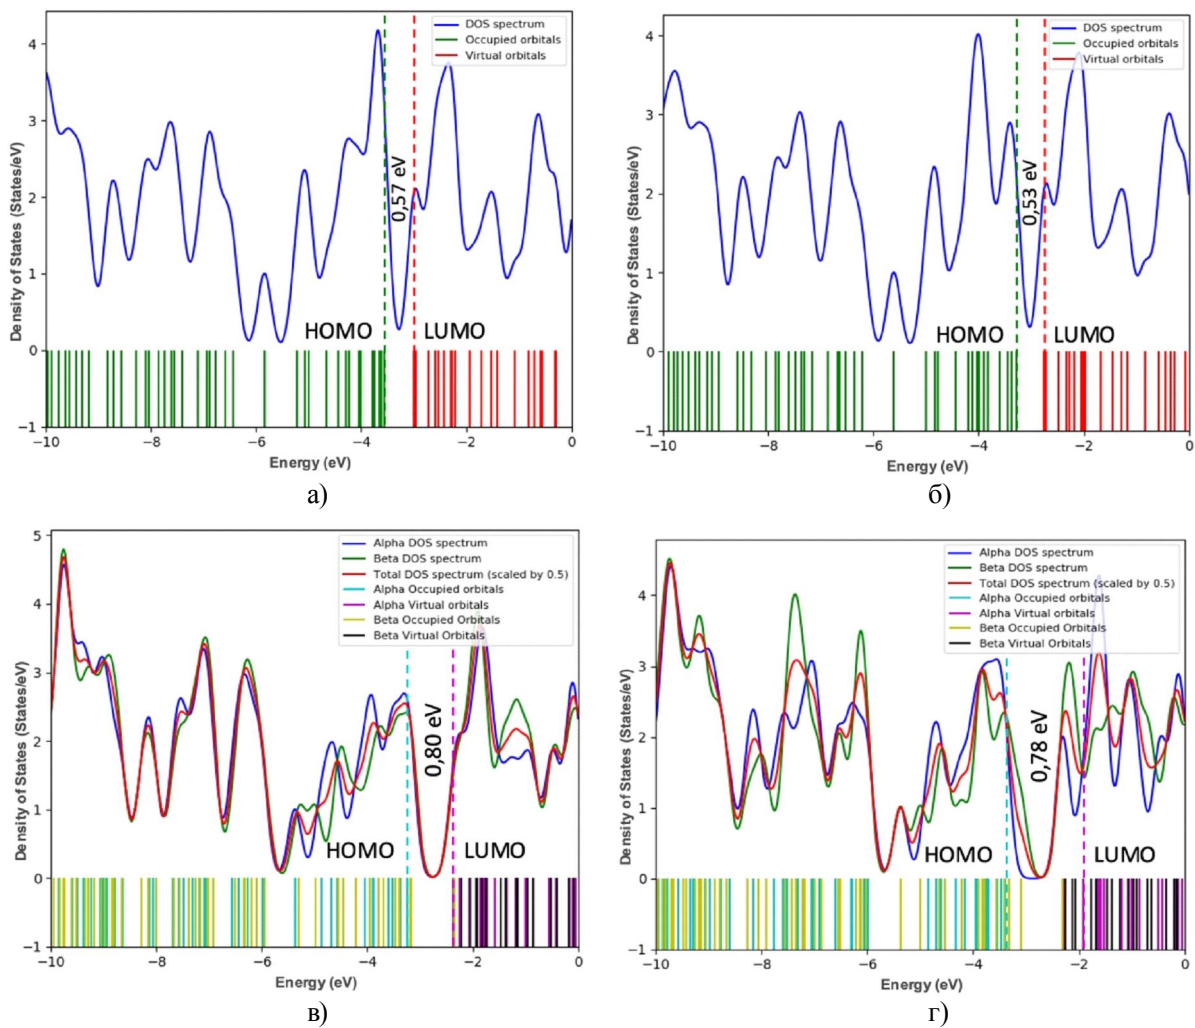 DOS spectrum
Occupied orbitals
Virtual orbitals
4
3
2
1
0
−1
Density of States (States/eV)
0,57 eV
HOMO
LUMO
−10
−8
−6
−4
−2
0
Energy (eV)
а)
DOS spectrum
Occupied orbitals
Virtual orbitals
4
3
2
1
0
−1
Density of States (States/eV)
0,53 eV
HOMO
LUMO
−10
−8
−6
−4
−2
0
Energy (eV)
б)
Alpha DOS spectrum
Beta DOS spectrum
Total DOS spectrum (scaled by 0.5)
Alpha Occupied orbitals
Alpha Virtual orbitals
Beta Occupied Orbitals
Beta Virtual Orbitals
5
4
3
2
1
0
−1
Density of States (States/eV)
0,80 eV
HOMO
LUMO
−10
−8
−6
−4
−2
0
Energy (eV)
в)
Alpha DOS spectrum
Beta DOS spectrum
Total DOS spectrum (scaled by 0.5)
Alpha Occupied orbitals
Alpha Virtual orbitals
Beta Occupied Orbitals
Beta Virtual Orbitals
4
3
2
1
0
−1
Density of States (States/eV)
0,78 eV
HOMO
LUMO
−10
−8
−6
−4
−2
0
Energy (eV)
г)